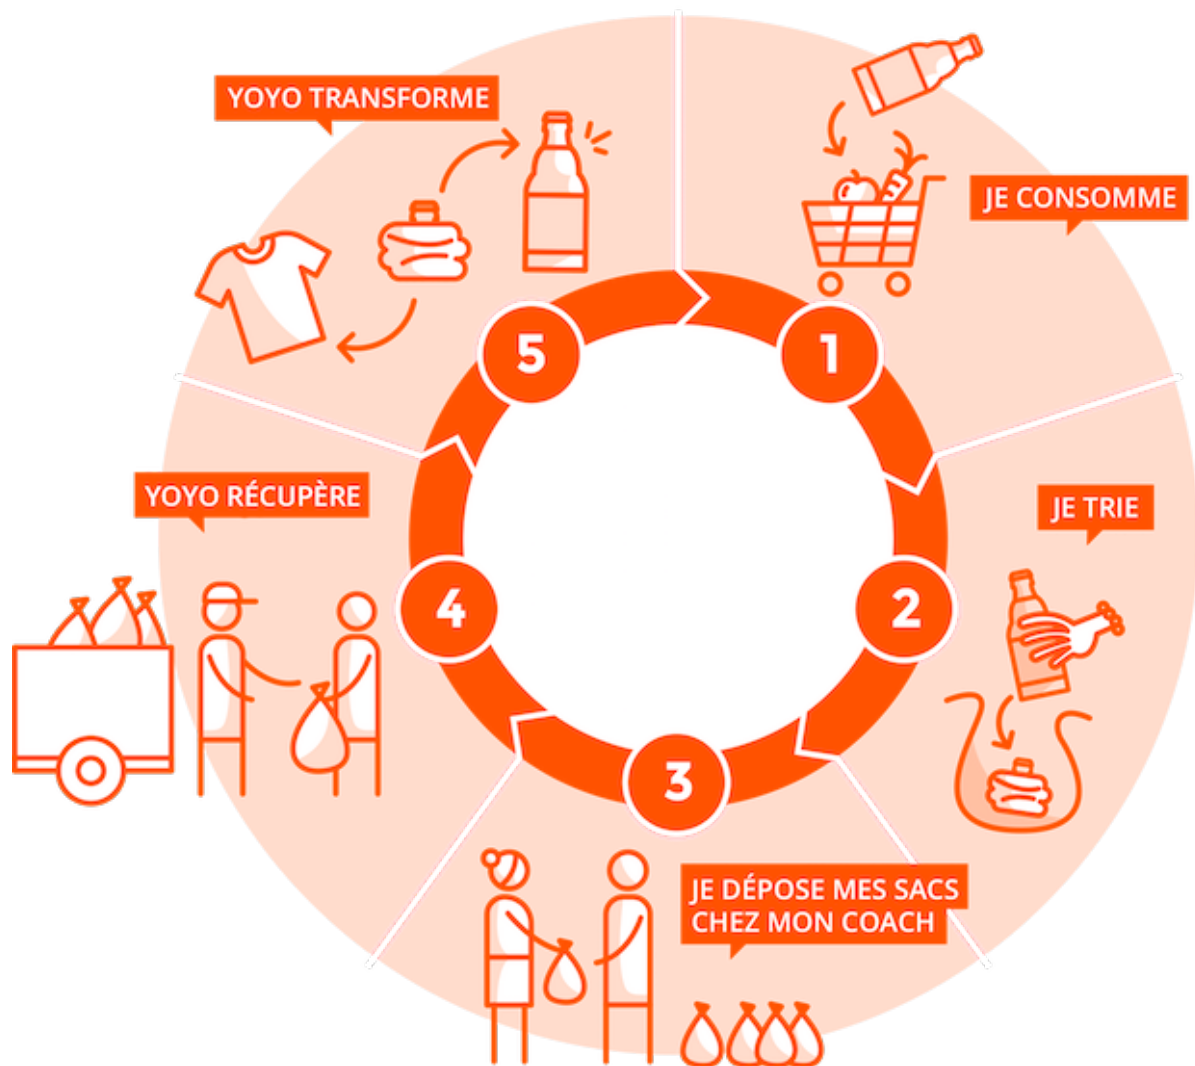 YOYO TRANSFORME
JE CONSOMME
5
1
YOYO RÉCUPÈRE
JE TRIE
4
2
3
JE DÉPOSE MES SACS
CHEZ MON COACH